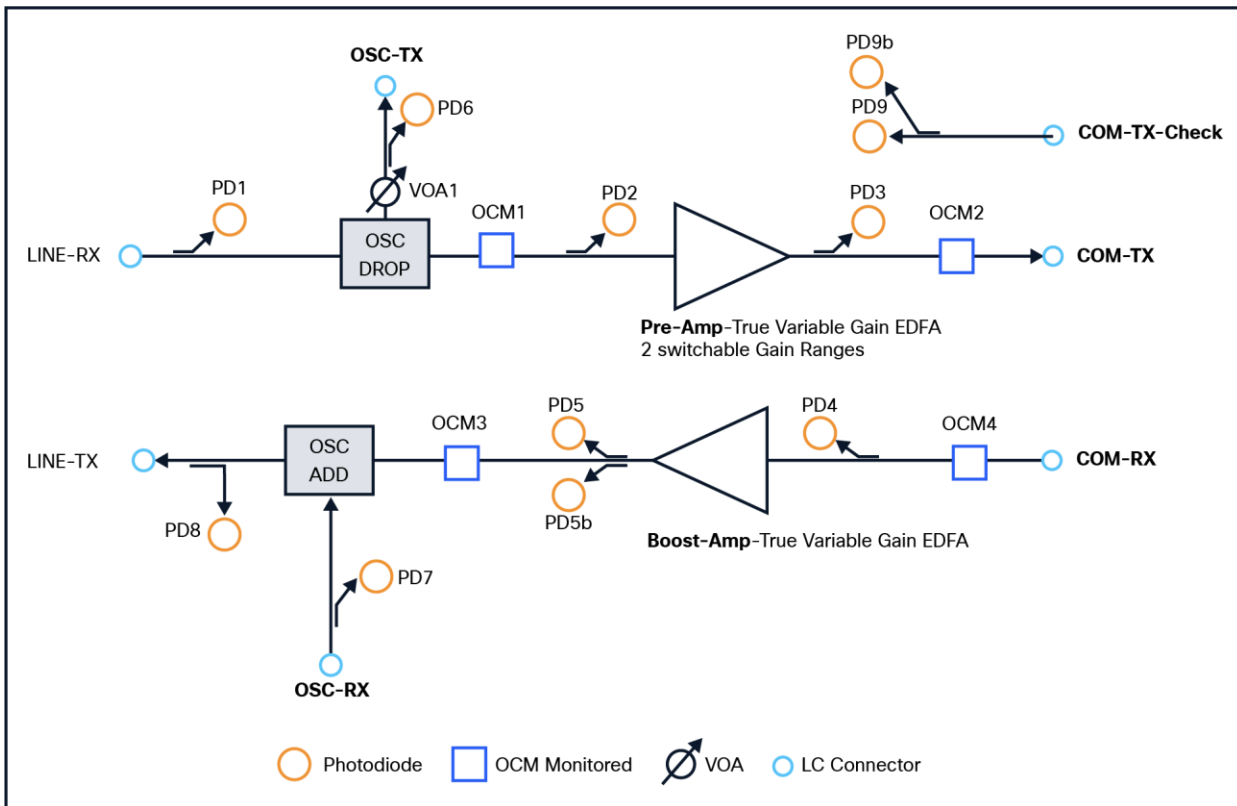 OSC-TX
PD6
VOA1
PD9b
PD9
COM-TX-Check
PD1
OCM1
PD2
PD3
OCM2
LINE-RX
OSC
DROP
COM-TX
Pre-Amp-True Variable Gain EDFA
2 switchable Gain Ranges
PD5
PD4
OCM3
OCM4
LINE-TX
OSC
ADD
COM-RX
PD8
PD5b
Boost-Amp-True Variable Gain EDFA
PD7
OSC-RX
Photodiode
OCM Monitored
VOA
LC Connector